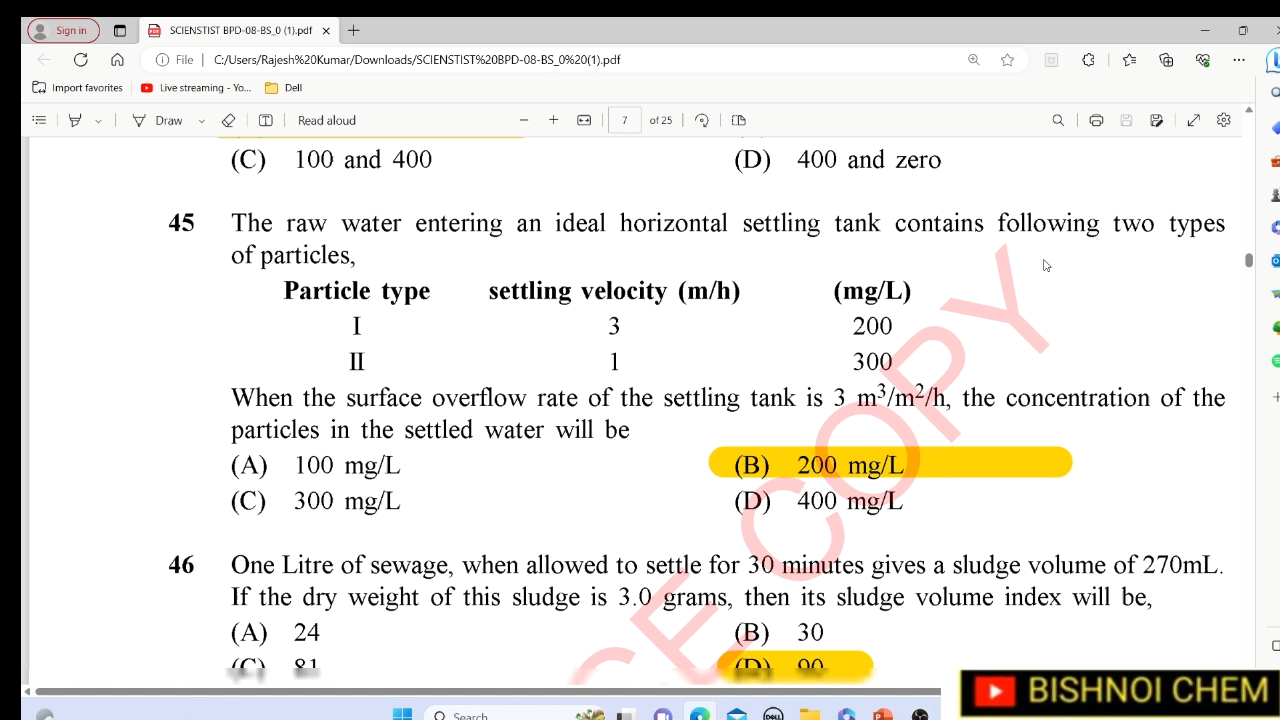 Sign in
SCIENSTIST BPD-08-BS_0 (1).pdf
File
C:/Users/Rajesh%20Kumar/Downloads/SCIENSTIST%20BPD-08-BS_0%20(1).pdf
Import favorites
Live streaming - Yo...
Dell
Draw
Read aloud
7
of 25
(C) 100 and 400
(D) 400 and zero
45 The raw water entering an ideal horizontal settling tank contains following two types
of particles,
Particle type settling velocity (m/h) (mg/L)
I 3 200
II 1 300
When the surface overflow rate of the settling tank is 3 m³/m²/h, the concentration of the
particles in the settled water will be
(A) 100 mg/L
(B) 200 mg/L
(C) 300 mg/L
(D) 400 mg/L
46 One Litre of sewage, when allowed to settle for 30 minutes gives a sludge volume of 270mL.
If the dry weight of this sludge is 3.0 grams, then its sludge volume index will be,
(A) 24
(B) 30
(C) 81
(D) 90
CE COPY
BISHNOI CHEM
Search
DELL